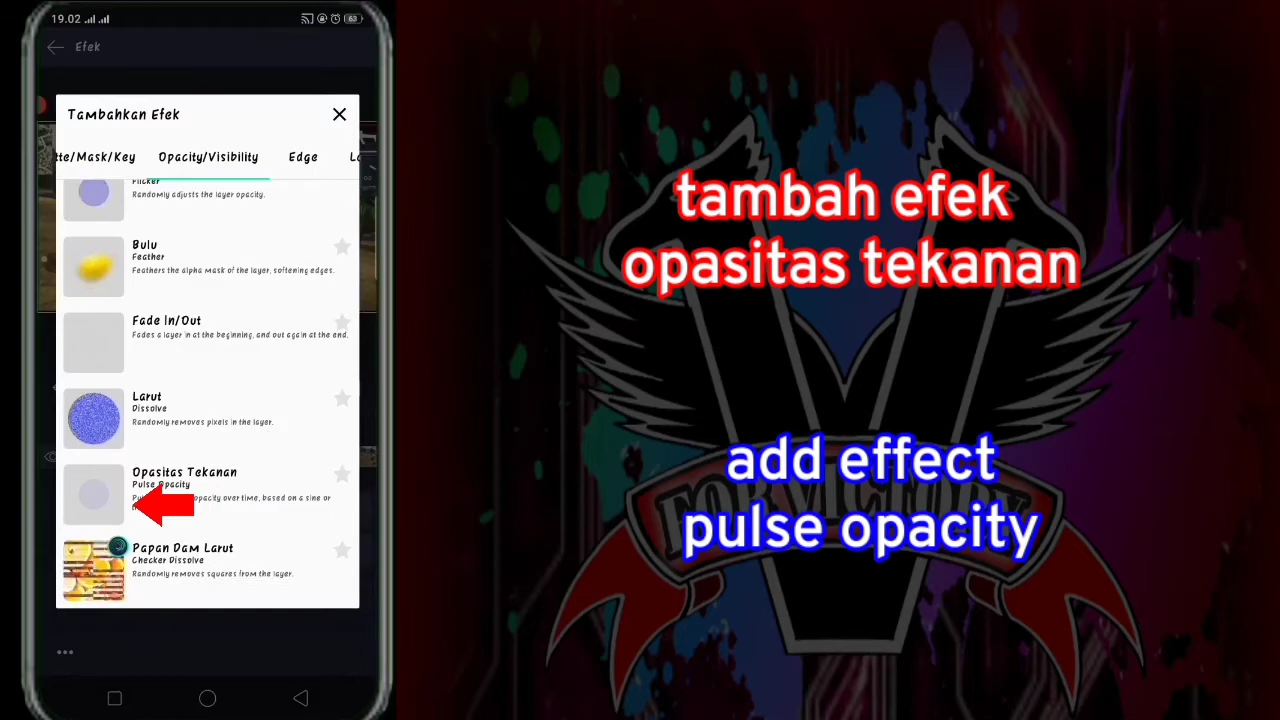 19.02
63
Efek
Tambahkan Efek
tte/Mask/Key
Opacity/Visibility
Edge
Flicker
Randomly adjusts the layer opacity.
Bulu
Feather
Feathers the alpha mask of the layer, softening edges.
Fade In/Out
Fades a layer in at the beginning, and out again at the end.
Larut
Dissolve
Randomly removes pixels in the layer.
Opasitas Tekanan
Pulse Opacity
opacity over time, based on a sine or
Papan Dam Larut
Checker Dissolve
Randomly removes squares from the layer.
tambah efek
opasitas tekanan
add effect
pulse opacity
FOR VICTORY